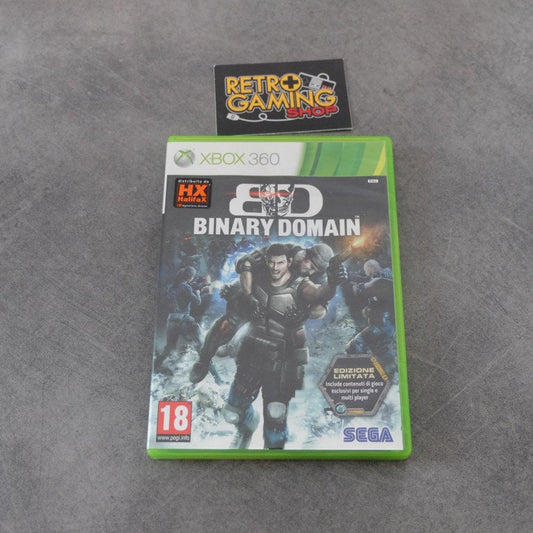 RETRO
GAMING
SHOP
XBOX 360
distribuito da
HX
HalifaX
BD
BINARY DOMAIN™
EDIZIONE
LIMITATA
Include contenuti di gioco
esclusivi per single e
multi player
18
www.pegi.info
SEGA